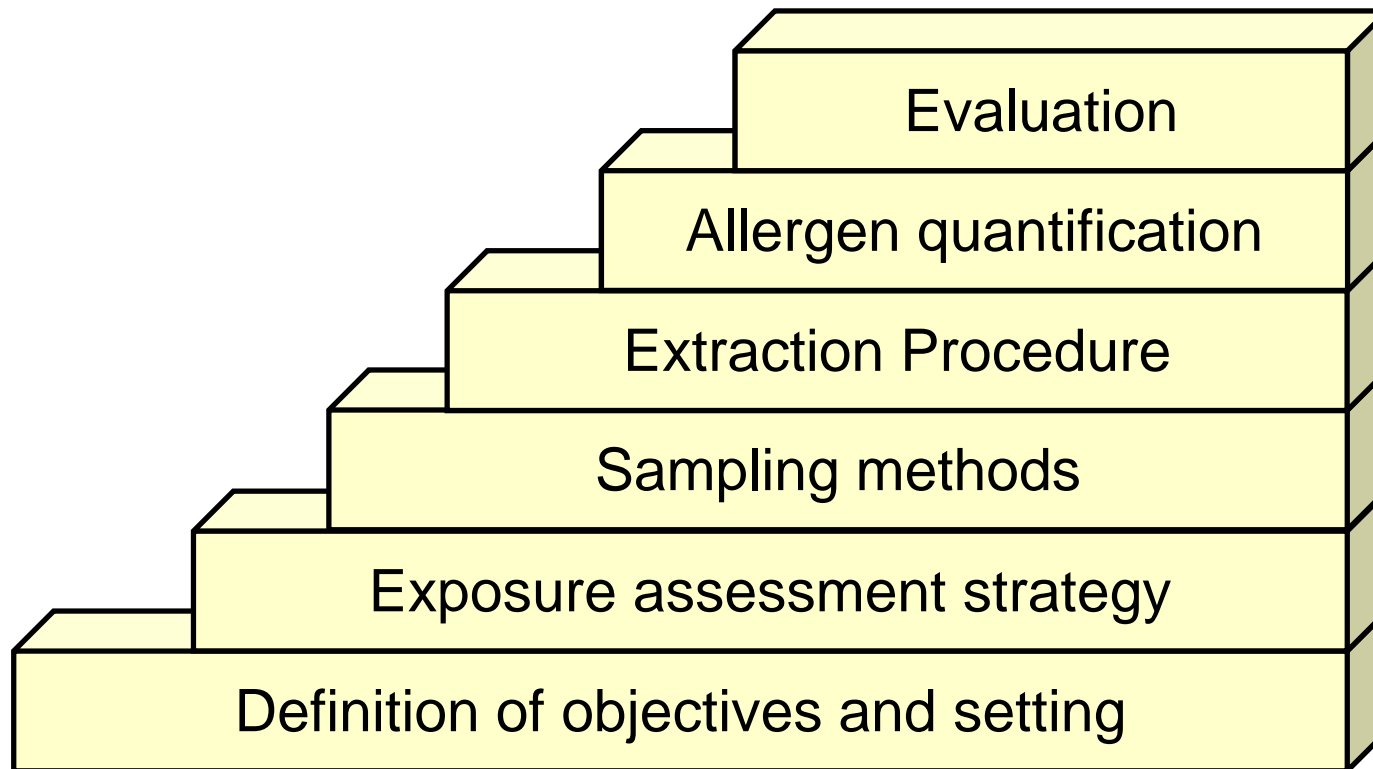 Evaluation
Allergen quantification
Extraction Procedure
Sampling methods
Exposure assessment strategy
Definition of objectives and setting